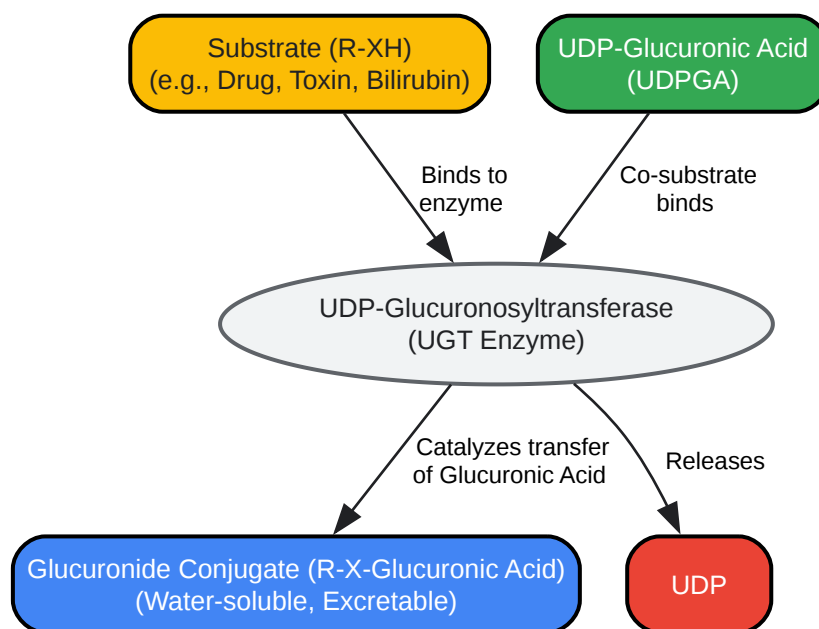 Substrate (R-XH)
(e.g., Drug, Toxin, Bilirubin)
UDP-Glucuronic Acid
(UDPGA)
Binds to
enzyme
Co-substrate
binds
UDP-Glucuronosyltransferase
(UGT Enzyme)
Catalyzes transfer
of Glucuronic Acid
Releases
Glucuronide Conjugate (R-X-Glucuronic Acid)
(Water-soluble, Excretable)
UDP